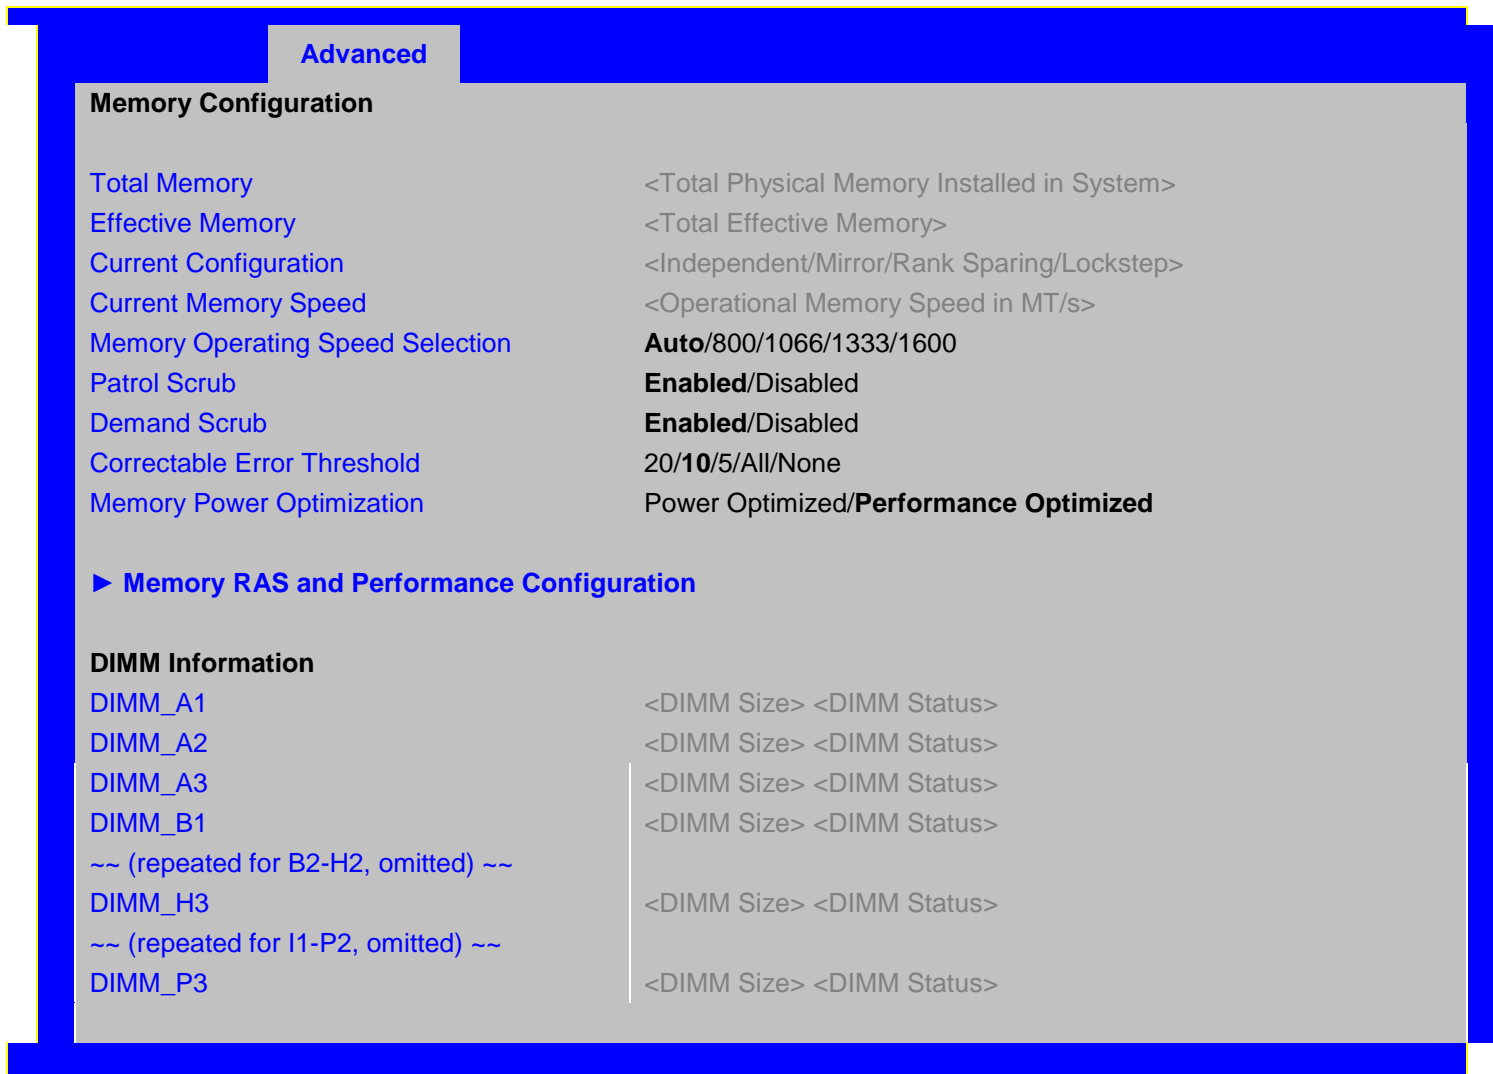 Advanced
Memory Configuration
Total Memory <Total Physical Memory Installed in System>
Effective Memory <Total Effective Memory>
Current Configuration <Independent/Mirror/Rank Sparing/Lockstep>
Current Memory Speed <Operational Memory Speed in MT/s>
Memory Operating Speed Selection Auto/800/1066/1333/1600
Patrol Scrub Enabled/Disabled
Demand Scrub Enabled/Disabled
Correctable Error Threshold 20/10/5/All/None
Memory Power Optimization Power Optimized/Performance Optimized
► Memory RAS and Performance Configuration
DIMM Information
DIMM_A1 <DIMM Size> <DIMM Status>
DIMM_A2 <DIMM Size> <DIMM Status>
DIMM_A3 <DIMM Size> <DIMM Status>
DIMM_B1 <DIMM Size> <DIMM Status>
~~ (repeated for B2-H2, omitted) ~~
DIMM_H3 <DIMM Size> <DIMM Status>
~~ (repeated for I1-P2, omitted) ~~
DIMM_P3 <DIMM Size> <DIMM Status>